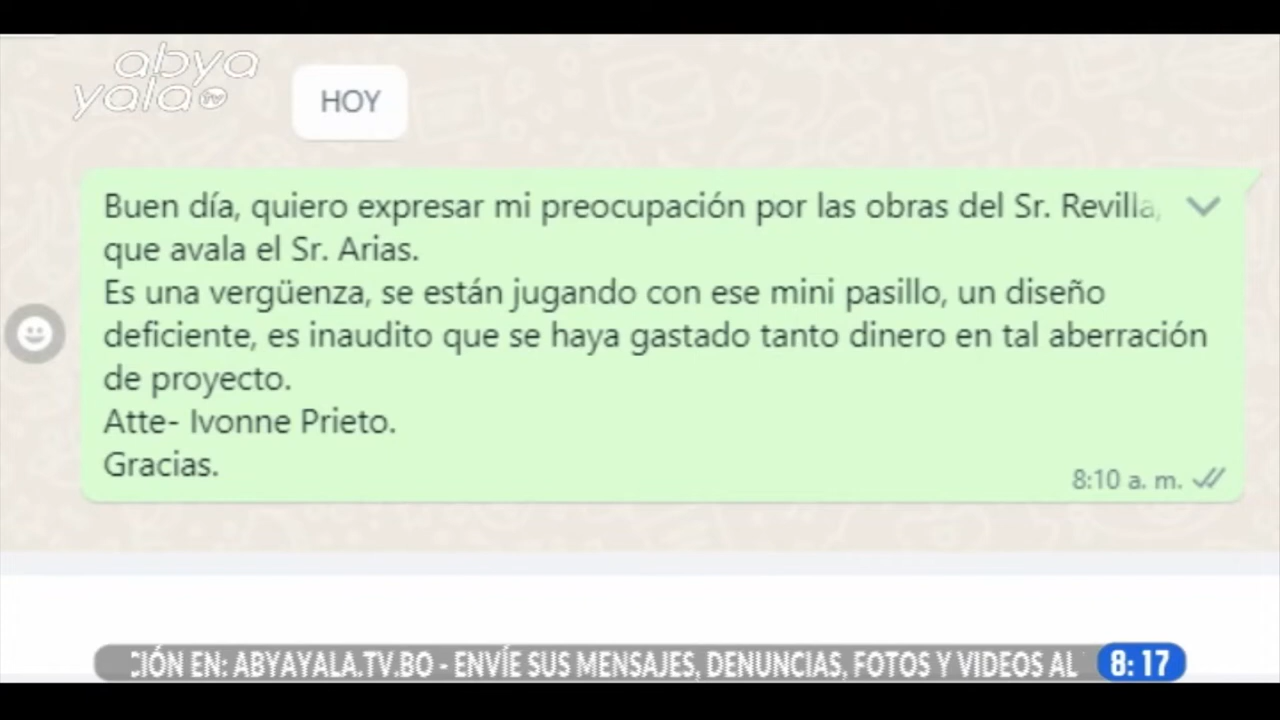 abya
yala tv
HOY
Buen día, quiero expresar mi preocupación por las obras del Sr. Revilla,
que avala el Sr. Arias.
Es una vergüenza, se están jugando con ese mini pasillo, un diseño
deficiente, es inaudito que se haya gastado tanto dinero en tal aberración
de proyecto.
Atte- Ivonne Prieto.
Gracias.
8:10 a. m.
CIÓN EN: ABYAYALA.TV.BO - ENVÍE SUS MENSAJES, DENUNCIAS, FOTOS Y VIDEOS AL
8:17